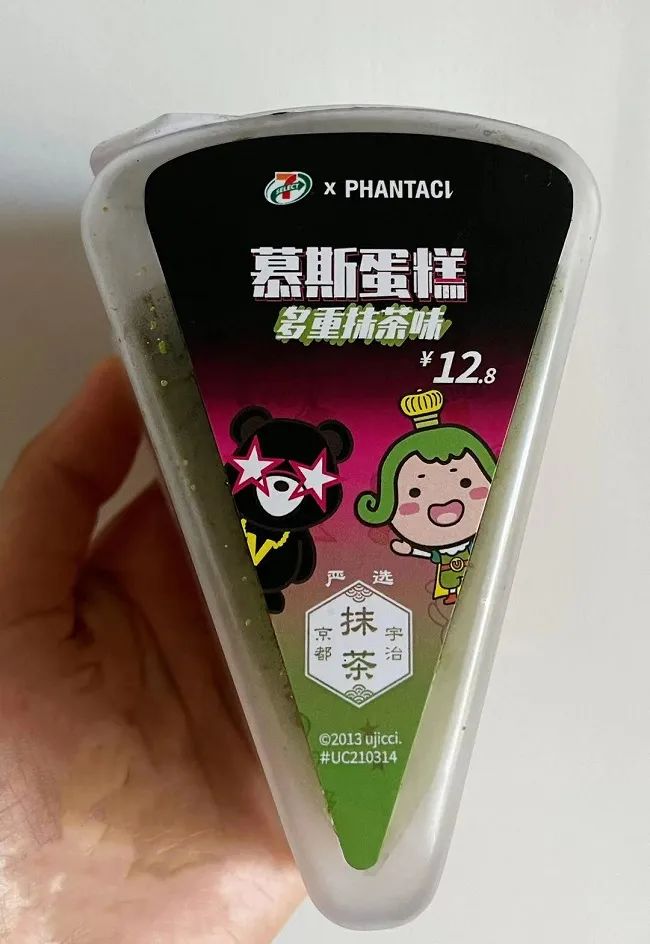 7 SELECT x PHANTACi
慕斯蛋糕
多重抹茶味
¥12.8
严选
京都 抹茶 宇治
©2013 ujicci.
#UC210314